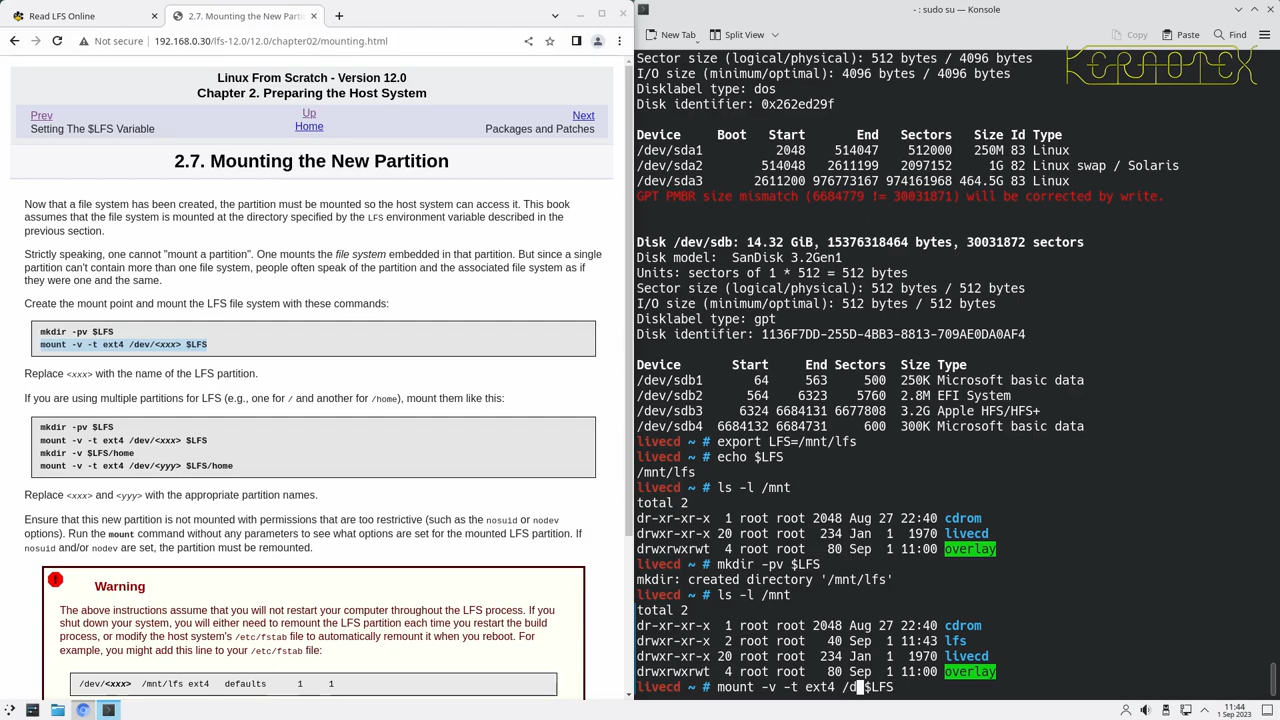 Read LFS Online
2.7. Mounting the New Parti
Not secure
192.168.0.30/lfs-12.0/12.0/chapter02/mounting.html
Linux From Scratch - Version 12.0
Chapter 2. Preparing the Host System
Prev
Up
Next
Setting The $LFS Variable
Home
Packages and Patches
2.7. Mounting the New Partition
Now that a file system has been created, the partition must be mounted so the host system can access it. This book
assumes that the file system is mounted at the directory specified by the LFS environment variable described in the
previous section.
Strictly speaking, one cannot "mount a partition". One mounts the file system embedded in that partition. But since a single
partition can't contain more than one file system, people often speak of the partition and the associated file system as if
they were one and the same.
Create the mount point and mount the LFS file system with these commands:
mkdir -pv $LFS
mount -v -t ext4 /dev/<xxx> $LFS
Replace <xxx> with the name of the LFS partition.
If you are using multiple partitions for LFS (e.g., one for / and another for /home), mount them like this:
mkdir -pv $LFS
mount -v -t ext4 /dev/<xxx> $LFS
mkdir -v $LFS/home
mount -v -t ext4 /dev/<yyy> $LFS/home
Replace <xxx> and <yyy> with the appropriate partition names.
Ensure that this new partition is not mounted with permissions that are too restrictive (such as the nosuid or nodev
options). Run the mount command without any parameters to see what options are set for the mounted LFS partition. If
nosuid and/or nodev are set, the partition must be remounted.
Warning
The above instructions assume that you will not restart your computer throughout the LFS process. If you
shut down your system, you will either need to remount the LFS partition each time you restart the build
process, or modify the host system's /etc/fstab file to automatically remount it when you reboot. For
example, you might add this line to your /etc/fstab file:
/dev/<xxx> /mnt/lfs ext4 defaults 1 1
- : sudo su — Konsole
New Tab
Split View
Copy
Paste
Find
KERNOTEX
Sector size (logical/physical): 512 bytes / 4096 bytes
I/O size (minimum/optimal): 4096 bytes / 4096 bytes
Disklabel type: dos
Disk identifier: 0x262ed29f
Device Boot Start End Sectors Size Id Type
/dev/sda1 2048 514047 512000 250M 83 Linux
/dev/sda2 514048 2611199 2097152 1G 82 Linux swap / Solaris
/dev/sda3 2611200 976773167 974161968 464.5G 83 Linux
GPT PMBR size mismatch (6684779 != 30031871) will be corrected by write.
Disk /dev/sdb: 14.32 GiB, 15376318464 bytes, 30031872 sectors
Disk model: SanDisk 3.2Gen1
Units: sectors of 1 * 512 = 512 bytes
Sector size (logical/physical): 512 bytes / 512 bytes
I/O size (minimum/optimal): 512 bytes / 512 bytes
Disklabel type: gpt
Disk identifier: 1136F7DD-255D-4BB3-8813-709AE0DA0AF4
Device Start End Sectors Size Type
/dev/sdb1 64 563 500 250K Microsoft basic data
/dev/sdb2 564 6323 5760 2.8M EFI System
/dev/sdb3 6324 6684131 6677808 3.2G Apple HFS/HFS+
/dev/sdb4 6684132 6684731 600 300K Microsoft basic data
livecd ~ # export LFS=/mnt/lfs
livecd ~ # echo $LFS
/mnt/lfs
livecd ~ # ls -l /mnt
total 2
dr-xr-xr-x 1 root root 2048 Aug 27 22:40 cdrom
drwxr-xr-x 20 root root 234 Jan 1 1970 livecd
drwxrwxrwt 4 root root 80 Sep 1 11:00 overlay
livecd ~ # mkdir -pv $LFS
mkdir: created directory '/mnt/lfs'
livecd ~ # ls -l /mnt
total 2
dr-xr-xr-x 1 root root 2048 Aug 27 22:40 cdrom
drwxr-xr-x 2 root root 40 Sep 1 11:43 lfs
drwxr-xr-x 20 root root 234 Jan 1 1970 livecd
drwxrwxrwt 4 root root 80 Sep 1 11:00 overlay
livecd ~ # mount -v -t ext4 /d $LFS
11:44
1 Sep 2023